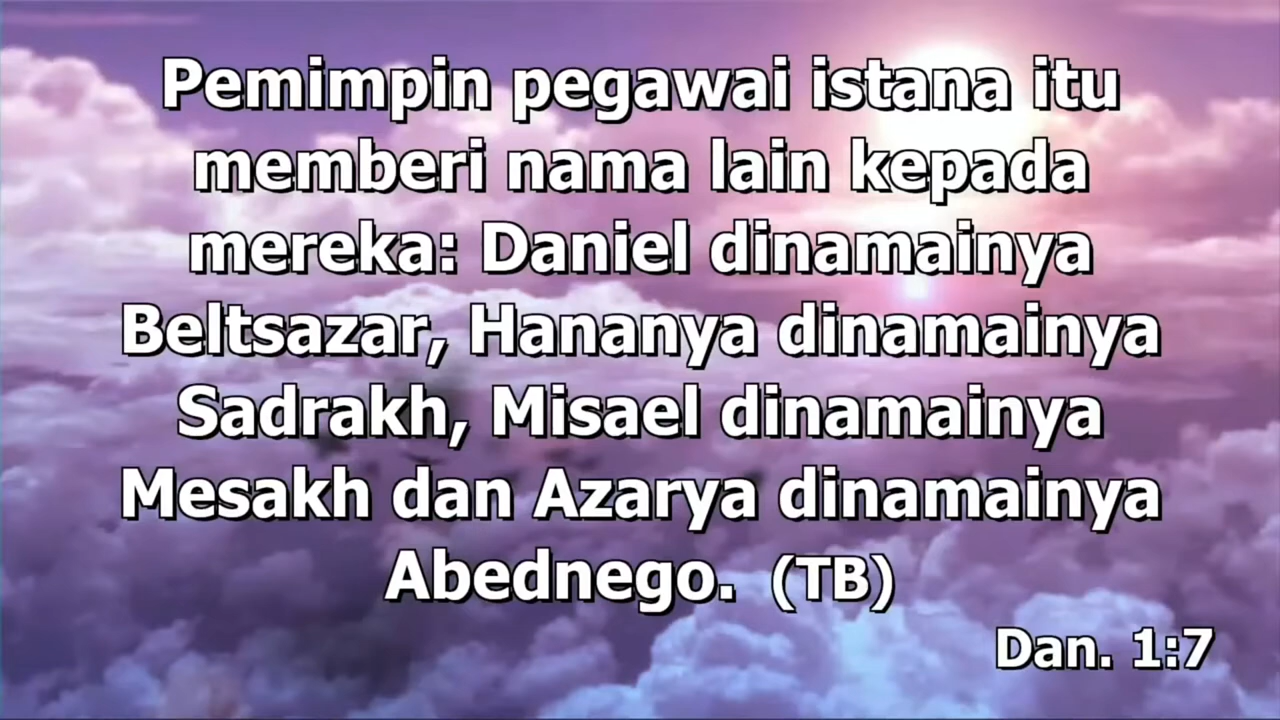 Pemimpin pegawai istana itu
memberi nama lain kepada
mereka: Daniel dinamainya
Beltsazar, Hananya dinamainya
Sadrakh, Misael dinamainya
Mesakh dan Azarya dinamainya
Abednego. (TB)
Dan. 1:7